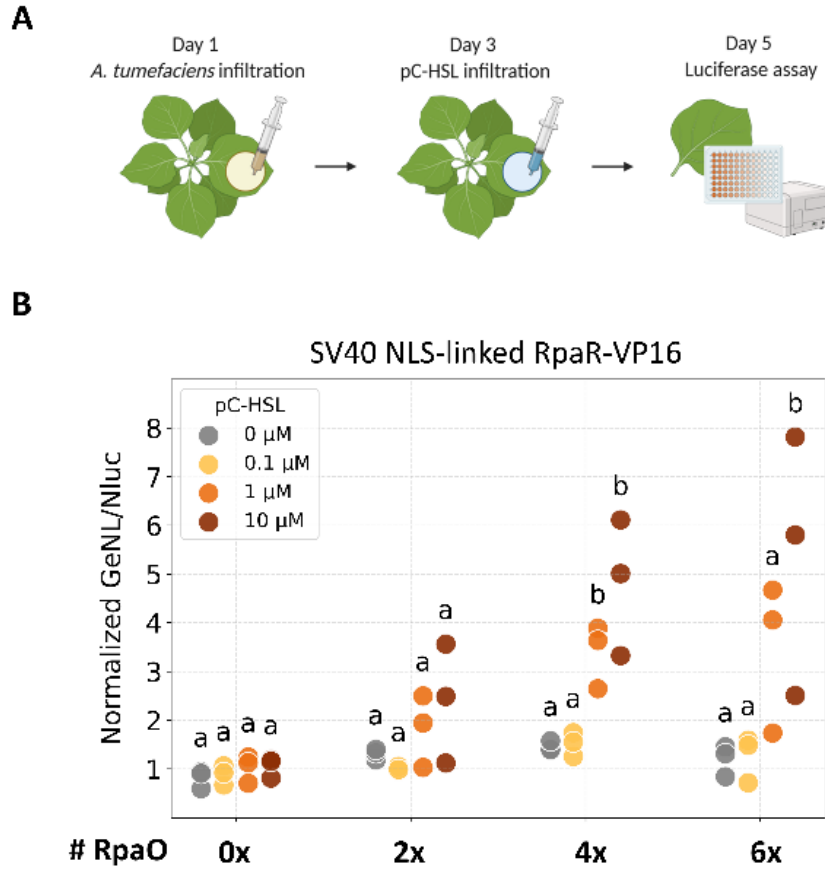 A
Day 1
A. tumefaciens infiltration
Day 3
pC-HSL infiltration
Day 5
Luciferase assay
B
SV40 NLS-linked RpaR-VP16
pC-HSL
0 μM
0.1 μM
1 μM
10 μM
Normalized GeNL/Nluc
8
7
6
5
4
3
2
1
a a a a
a a a a
a a b b
a a a b
# RpaO 0x 2x 4x 6x